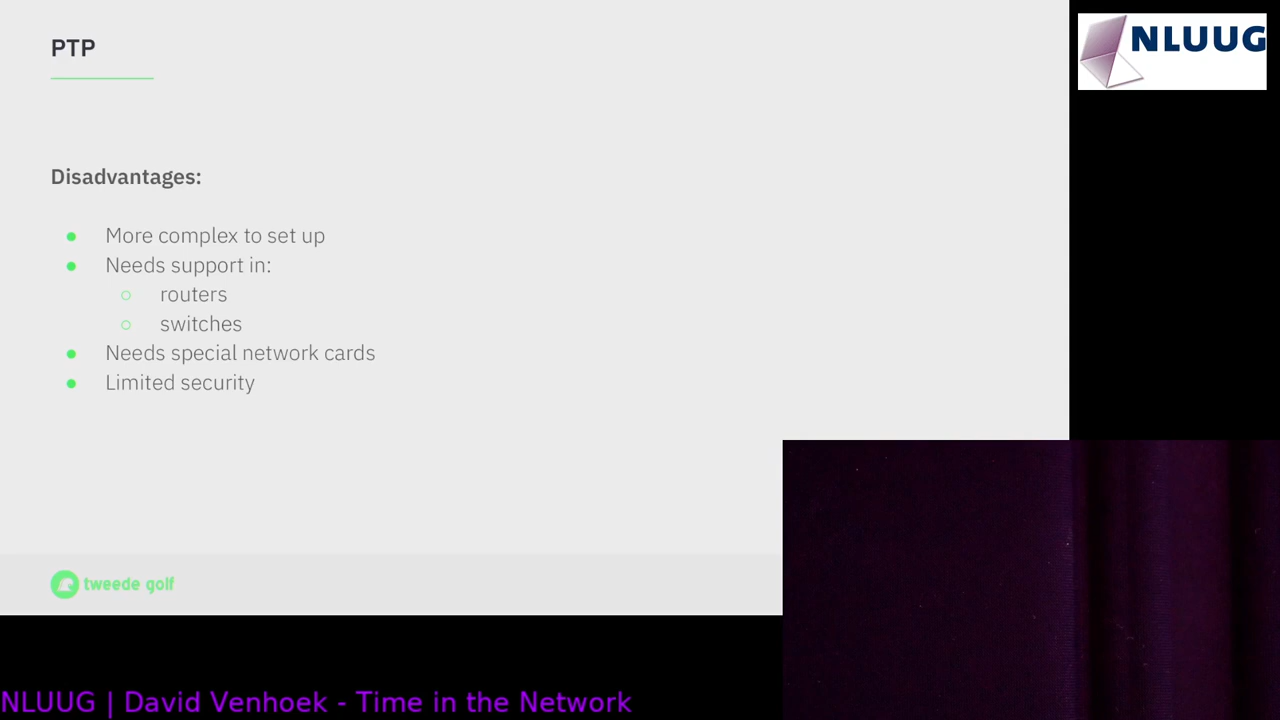 PTP
NLUUG
Disadvantages:
More complex to set up
Needs support in:
routers
switches
Needs special network cards
Limited security
tweede golf
NLUUG | David Venhoek - Time in the Network